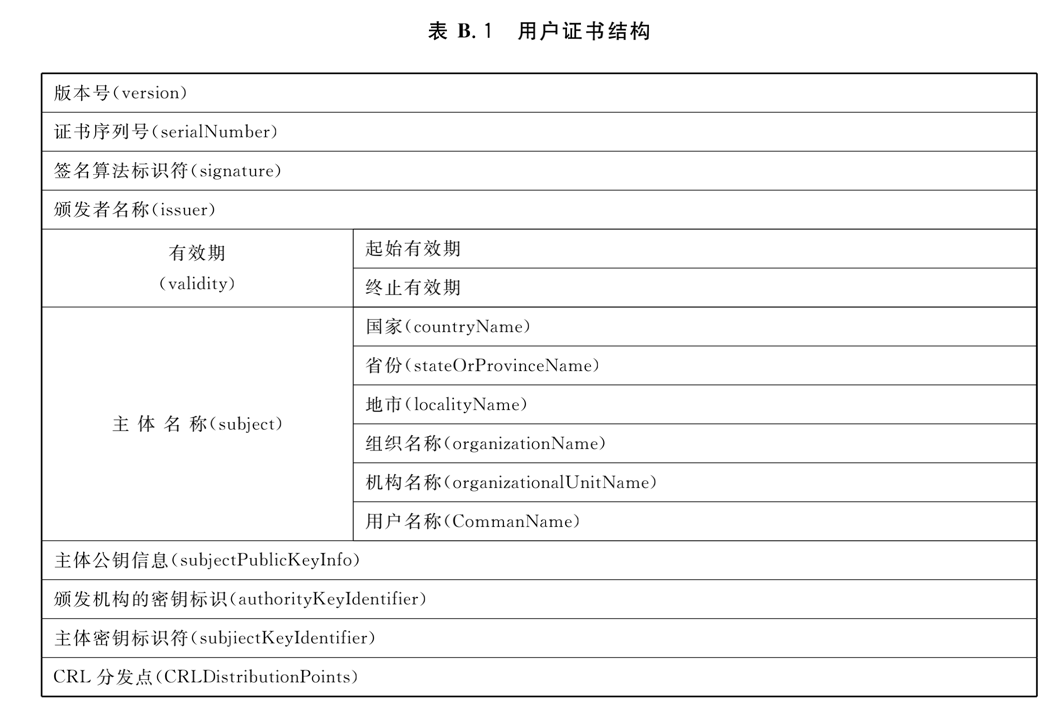 表 B.1 用户证书结构
版本号(version)
证书序列号(serialNumber)
签名算法标识符(signature)
颁发者名称(issuer)
有效期
(validity)
起始有效期
终止有效期
主 体 名 称(subject)
国家(countryName)
省份(stateOrProvinceName)
地市(localityName)
组织名称(organizationName)
机构名称(organizationalUnitName)
用户名称(CommanName)
主体公钥信息(subjectPublicKeyInfo)
颁发机构的密钥标识(authorityKeyIdentifier)
主体密钥标识符(subjiectKeyIdentifier)
CRL 分发点(CRLDistributionPoints)